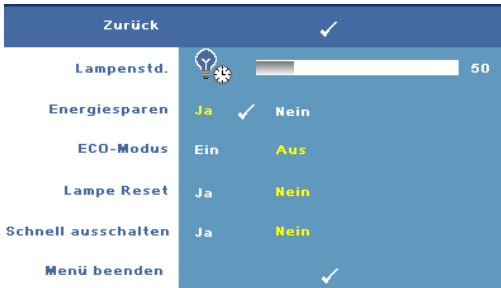 Zurück
Lampenstd. 50
Energiesparen Ja Nein
ECO-Modus Ein Aus
Lampe Reset Ja Nein
Schnell ausschalten Ja Nein
Menü beenden